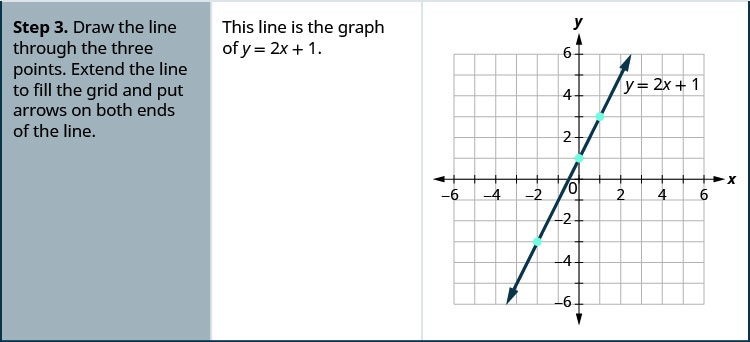 Step 3. Draw the line
through the three
points. Extend the line
to fill the grid and put
arrows on both ends
of the line.
This line is the graph
of y = 2x + 1.
y
6
y = 2x + 1
4
2
0
x
−6 −4 −2 2 4 6
−2
−4
−6